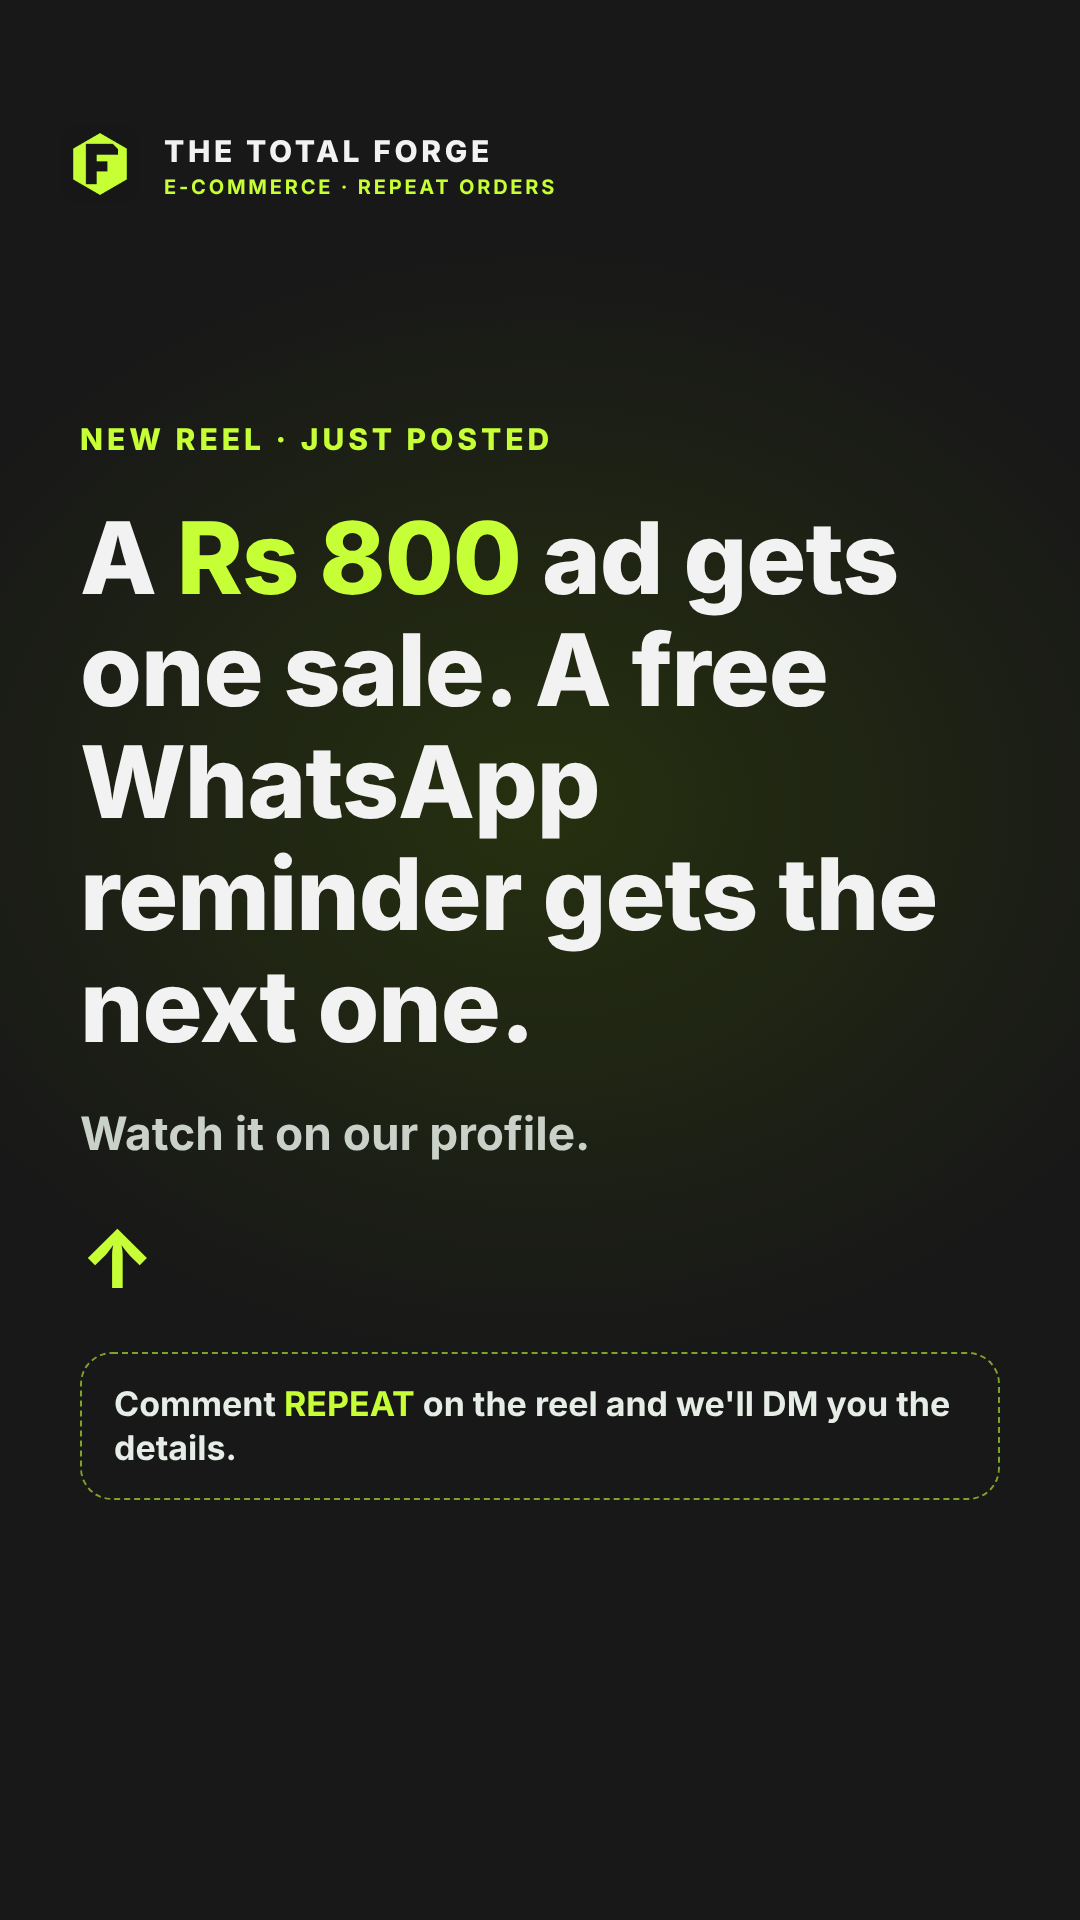 THE TOTAL FORGE
E-COMMERCE · REPEAT ORDERS
NEW REEL · JUST POSTED
A Rs 800 ad gets
one sale. A free
WhatsApp
reminder gets the
next one.
Watch it on our profile.
Comment REPEAT on the reel and we'll DM you the
details.